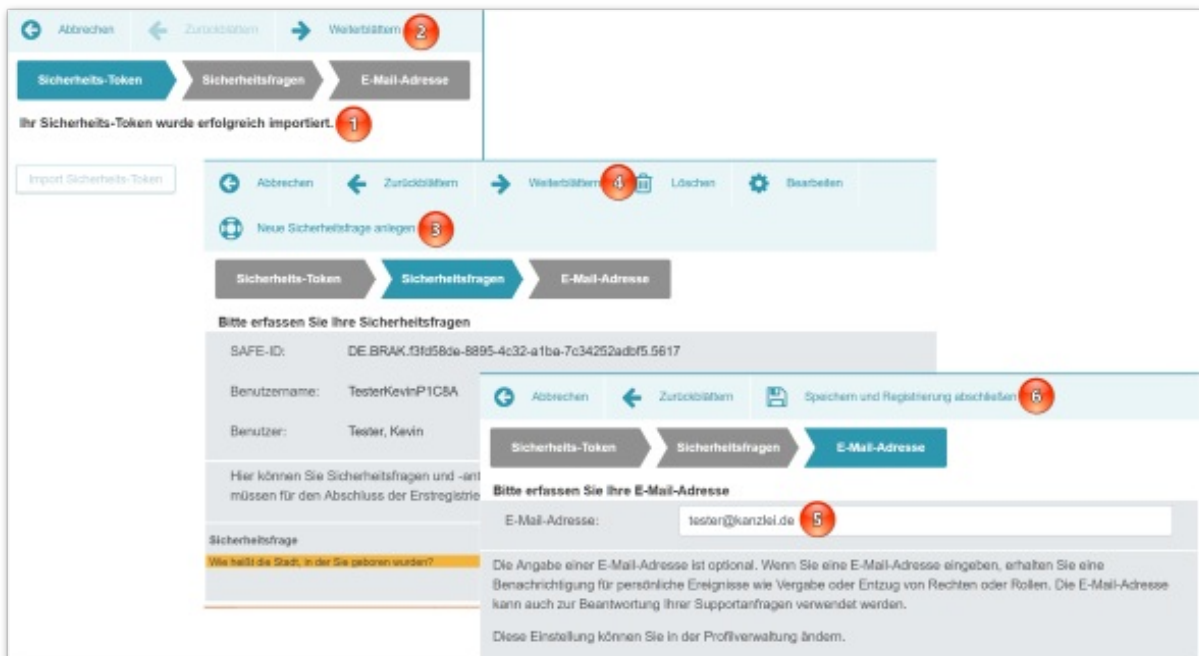 Abbrechen Zurückblättern Weiterblättern 2
Sicherheits-Token Sicherheitsfragen E-Mail-Adresse
Ihr Sicherheits-Token wurde erfolgreich importiert. 1
Import Sicherheits-Token
Abbrechen Zurückblättern Weiterblättern 4 Löschen Bearbeiten
Neue Sicherheitsfrage anlegen 3
Sicherheits-Token Sicherheitsfragen E-Mail-Adresse
Bitte erfassen Sie Ihre Sicherheitsfragen
SAFE-ID: DE.BRAK.f3fd58de-8895-4c32-a1ba-7c34252adbf5.5617
Benutzername: TesterKevinP1C8A
Benutzer: Tester, Kevin
Hier können Sie Sicherheitsfragen und -ant
müssen für den Abschluss der Erstregistrie
Sicherheitsfrage
Wie heißt die Stadt, in der Sie geboren wurden?
Abbrechen Zurückblättern Speichern und Registrierung abschließen 6
Sicherheits-Token Sicherheitsfragen E-Mail-Adresse
Bitte erfassen Sie Ihre E-Mail-Adresse
E-Mail-Adresse: tester@kanzlei.de 5
Die Angabe einer E-Mail-Adresse ist optional. Wenn Sie eine E-Mail-Adresse eingeben, erhalten Sie eine
Benachrichtigung für persönliche Ereignisse wie Vergabe oder Entzug von Rechten oder Rollen. Die E-Mail-Adresse
kann auch zur Beantwortung Ihrer Supportanfragen verwendet werden.
Diese Einstellung können Sie in der Profilverwaltung ändern.